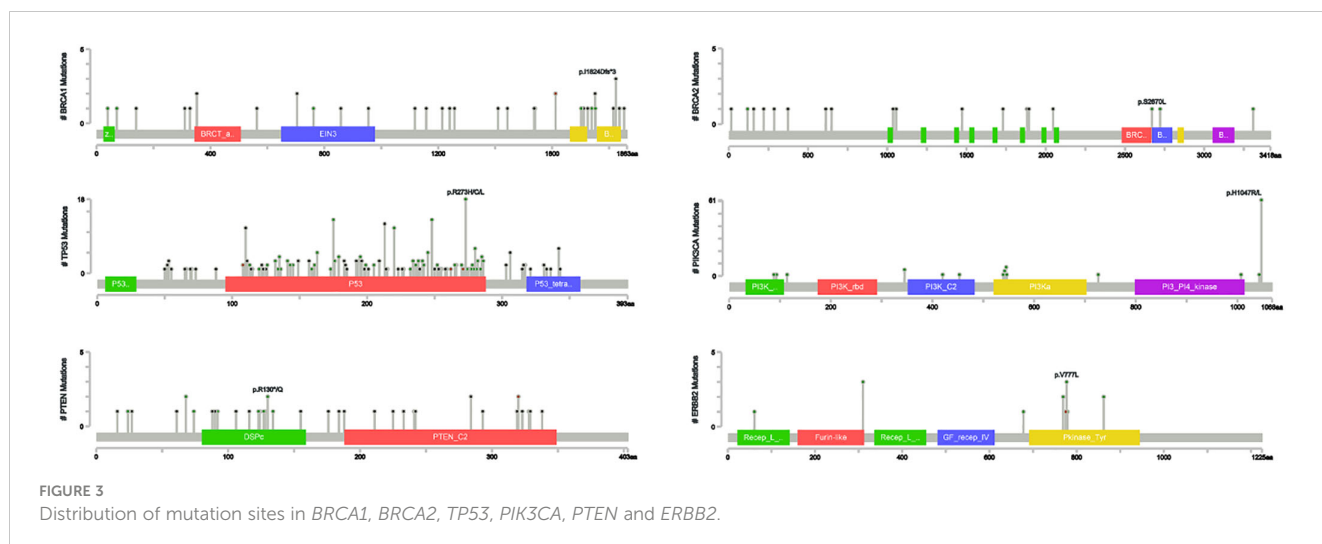 5
# BRCA1 Mutations
0
p.I1824Dfs*3
z..
BRCT_a..
EIN3
B..
0
400
800
1200
1600
1863aa
5
# BRCA2 Mutations
0
p.S2670L
BRC..
B..
B..
0
500
1000
1500
2000
2500
3000
3418aa
18
# TP53 Mutations
0
p.R273H/C/L
P53..
P53
P53_tetra..
0
100
200
300
393aa
61
# PIK3CA Mutations
0
p.H1047R/L
PI3K_..
PI3K_rbd
PI3K_C2
PI3Ka
PI3_PI4_kinase
0
200
400
600
800
1000
1068aa
5
# PTEN Mutations
0
p.R130*/Q
DSPc
PTEN_C2
0
100
200
300
403aa
5
# ERBB2 Mutations
0
p.V777L
Recep_L_..
Furin-like
Recep_L_..
GF_recep_IV
Pkinase_Tyr
0
200
400
600
800
1000
1225aa
FIGURE 3
Distribution of mutation sites in BRCA1, BRCA2, TP53, PIK3CA, PTEN and ERBB2.